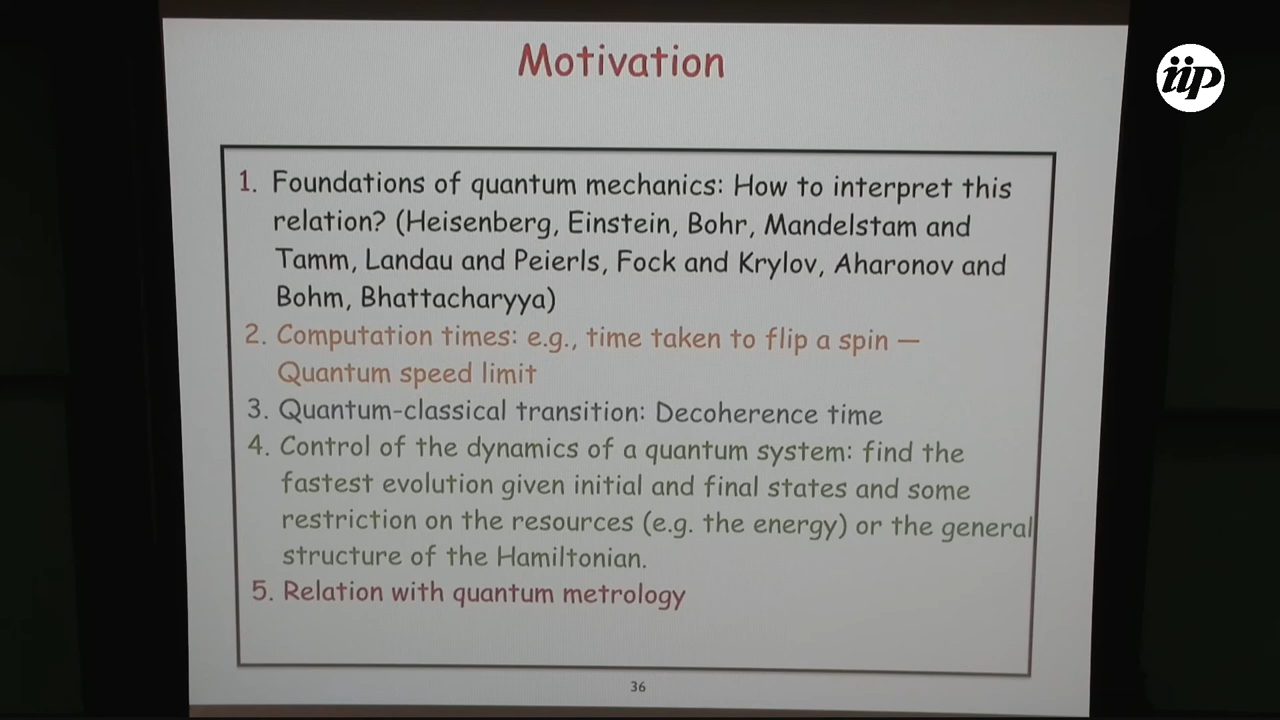 Motivation
iip
1. Foundations of quantum mechanics: How to interpret this
relation? (Heisenberg, Einstein, Bohr, Mandelstam and
Tamm, Landau and Peierls, Fock and Krylov, Aharonov and
Bohm, Bhattacharyya)
2. Computation times: e.g., time taken to flip a spin —
Quantum speed limit
3. Quantum-classical transition: Decoherence time
4. Control of the dynamics of a quantum system: find the
fastest evolution given initial and final states and some
restriction on the resources (e.g. the energy) or the general
structure of the Hamiltonian.
5. Relation with quantum metrology
36